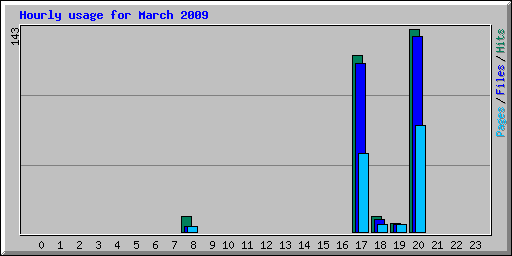 Hourly usage for March 2009
143
Pages/Files/Hits
0 1 2 3 4 5 6 7 8 9 10 11 12 13 14 15 16 17 18 19 20 21 22 23